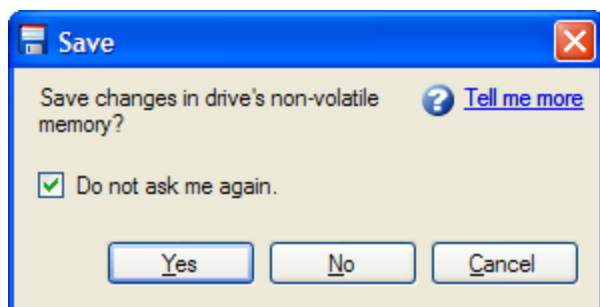 Save
Save changes in drive's non-volatile
memory?
Tell me more
Do not ask me again.
Yes
No
Cancel